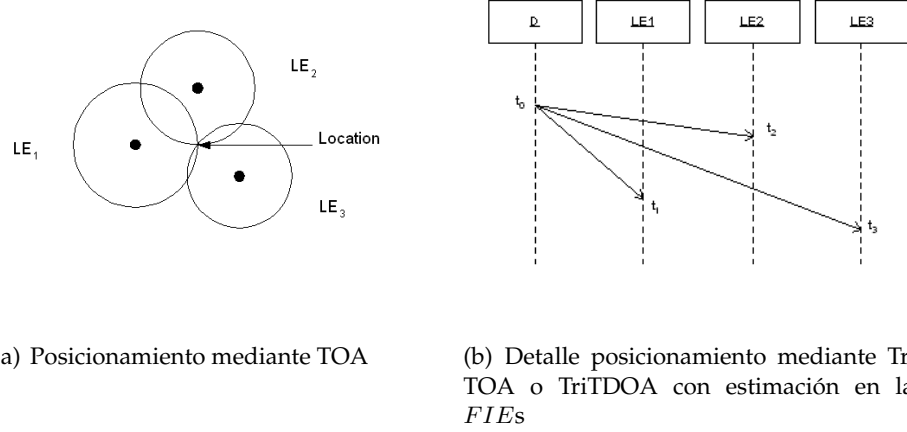 LE2
LE1
Location
LE3
D LE1 LE2 LE3
t0
t2
t1
t3
a) Posicionamiento mediante TOA
(b) Detalle posicionamiento mediante Tri
TOA o TriTDOA con estimación en la
FIEs